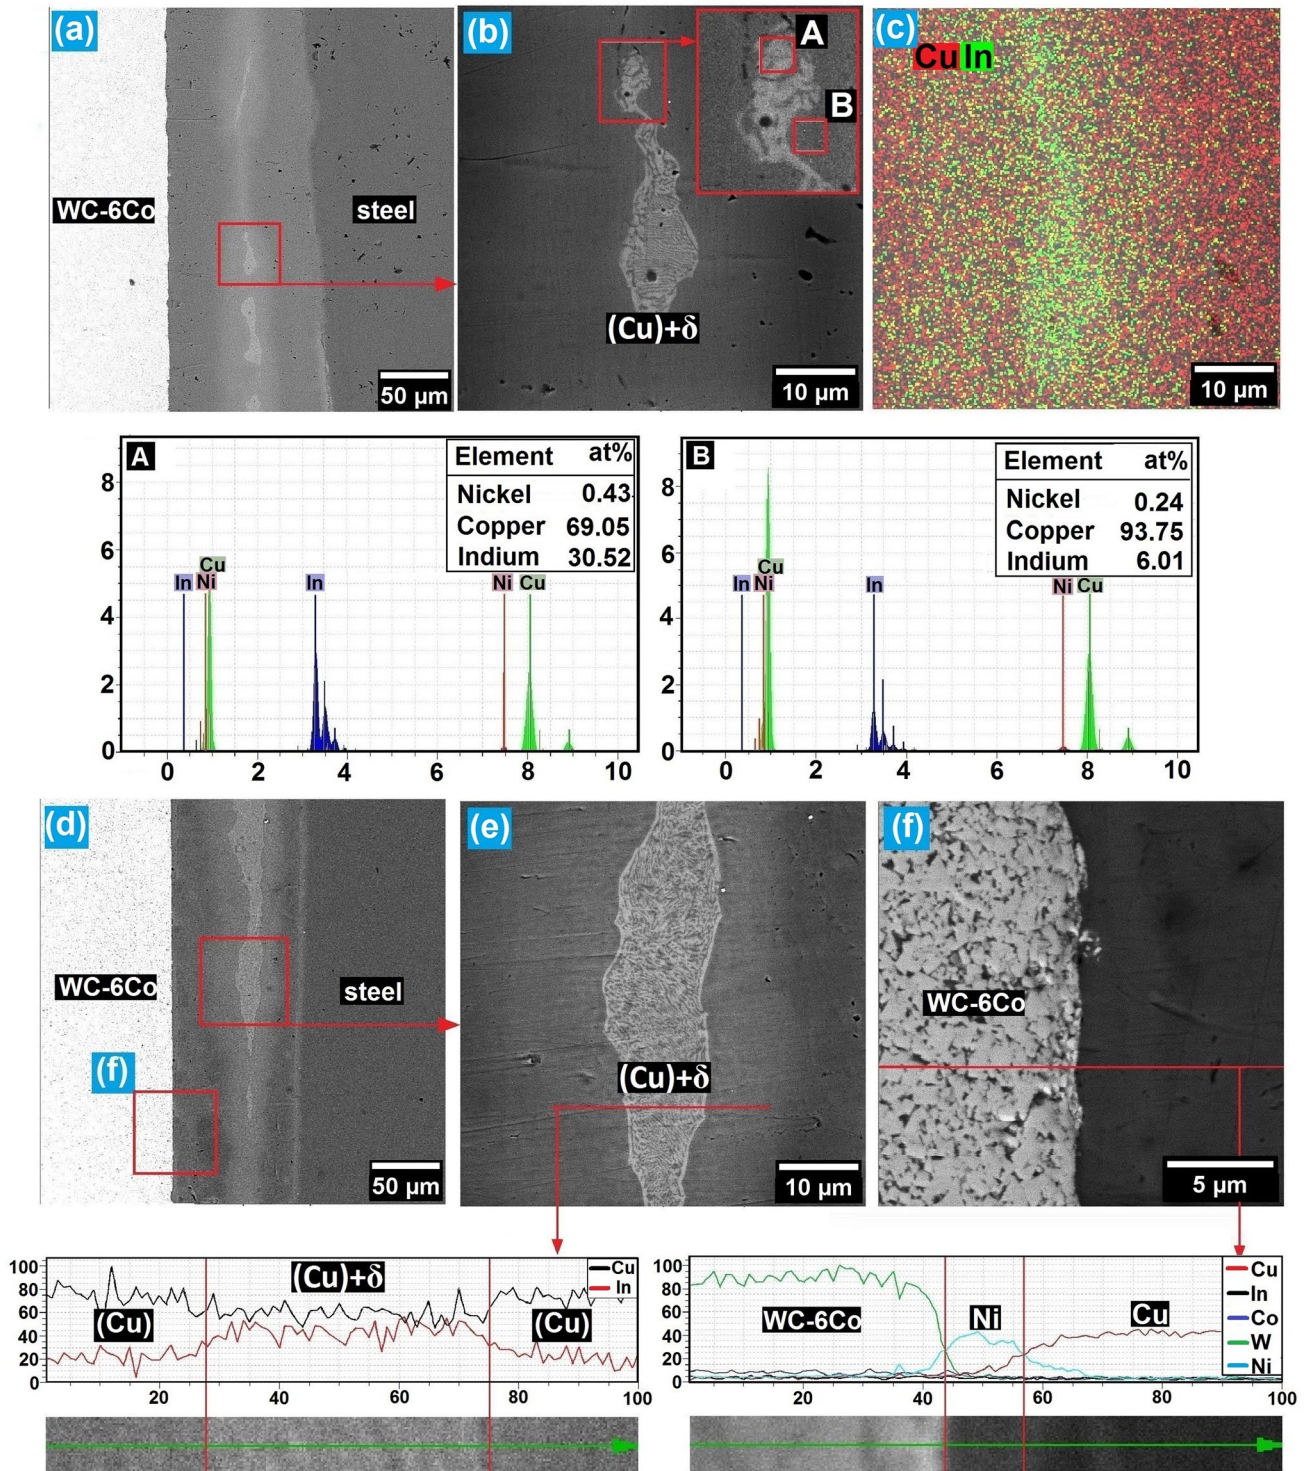 (a)
WC-6Co
steel
50 µm
(b)
A
B
(Cu)+δ
10 µm
(c)
Cu In
10 µm
A
Element at%
Nickel 0.43
Copper 69.05
Indium 30.52
8
6
4
2
0
In Ni Cu In Ni Cu
0 2 4 6 8 10
B
Element at%
Nickel 0.24
Copper 93.75
Indium 6.01
8
6
4
2
0
In Ni Cu In Ni Cu
0 2 4 6 8 10
(d)
WC-6Co
steel
(f)
50 µm
(e)
(Cu)+δ
10 µm
(f)
WC-6Co
5 µm
100
80
60
40
20
0
(Cu)
(Cu)+δ
(Cu)
Cu
In
20 40 60 80 100
100
80
60
40
20
0
WC-6Co
Ni
Cu
Cu
In
Co
W
Ni
20 40 60 80 100